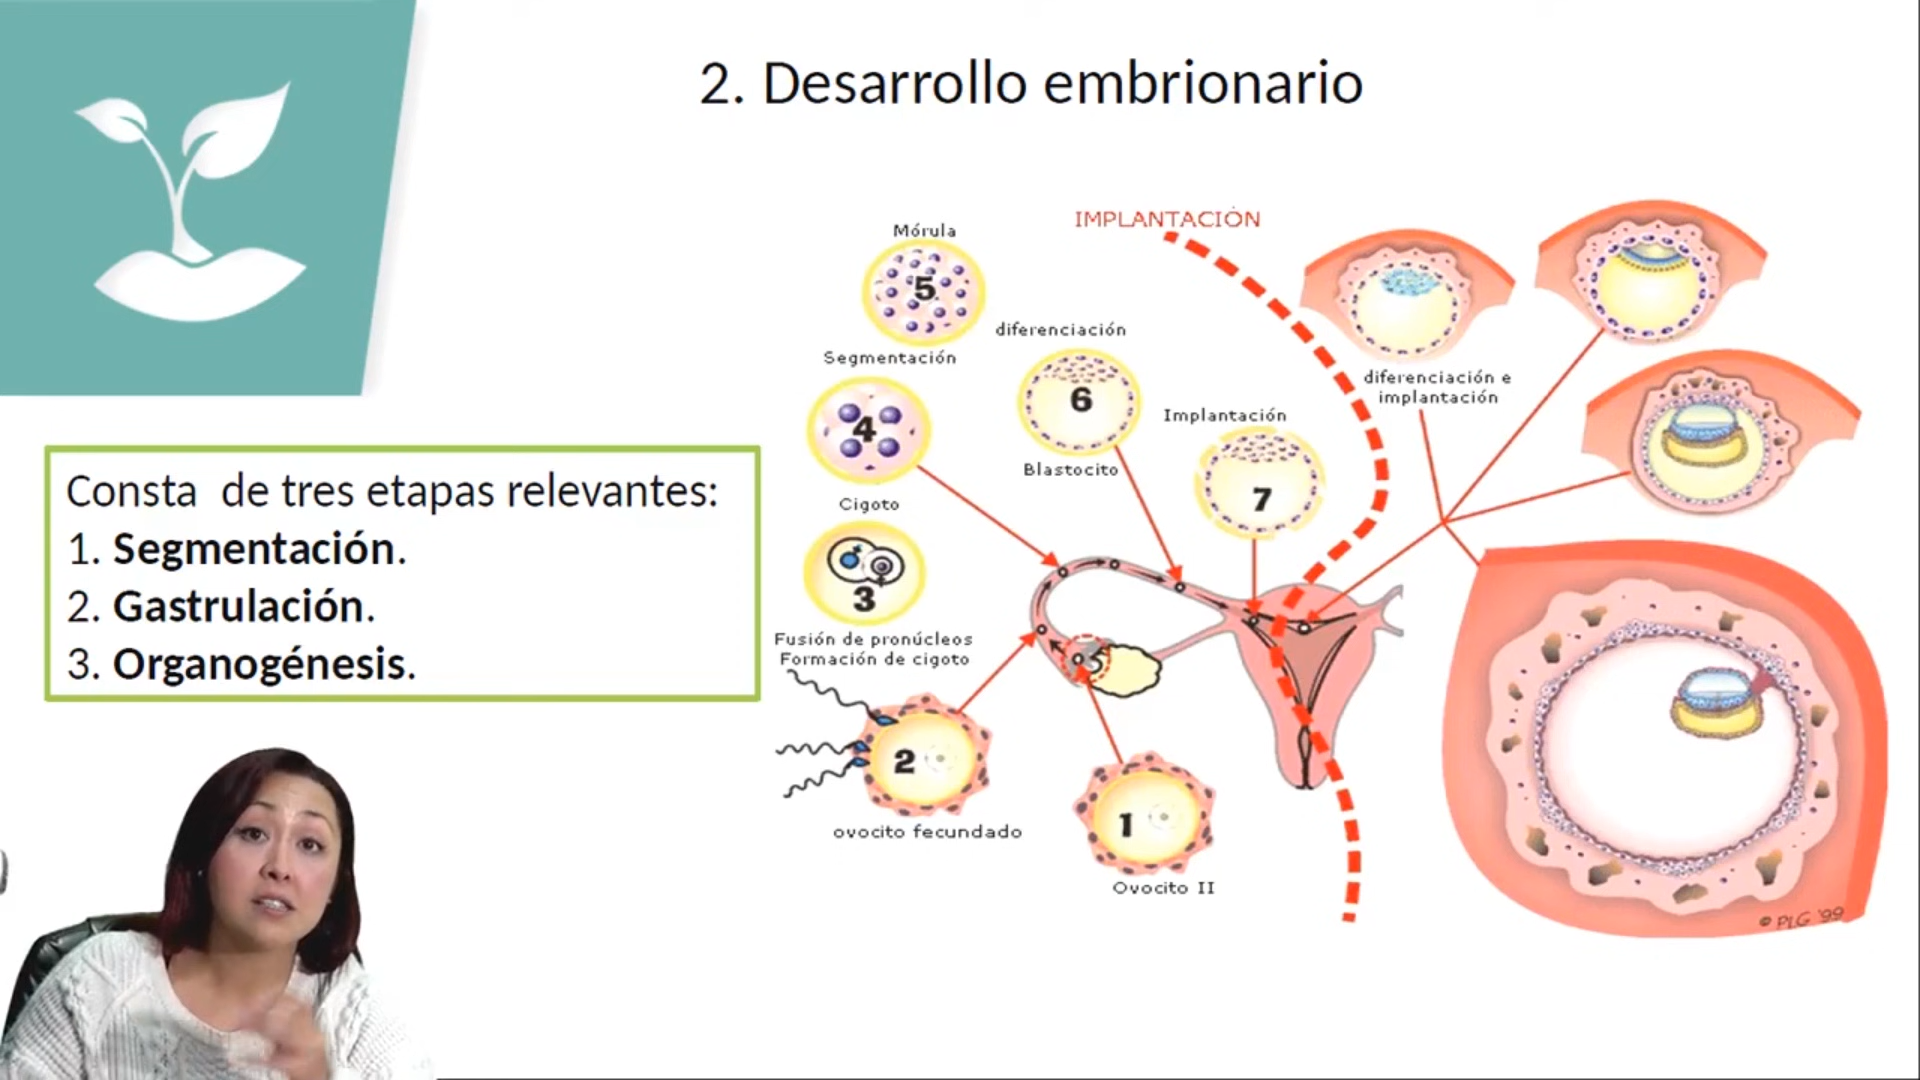 2. Desarrollo embrionario
Consta  de tres etapas relevantes:
1. Segmentación.
2. Gastrulación.
3. Organogénesis.
IMPLANTACIÓN
Mórula
5
Segmentación
diferenciación
4
6
Cigoto
Blastocito
Implantación
7
diferenciación e
implantación
3
Fusión de pronúcleos
Formación de cigoto
2
ovocito fecundado
1
Ovocito II
© PLG '99